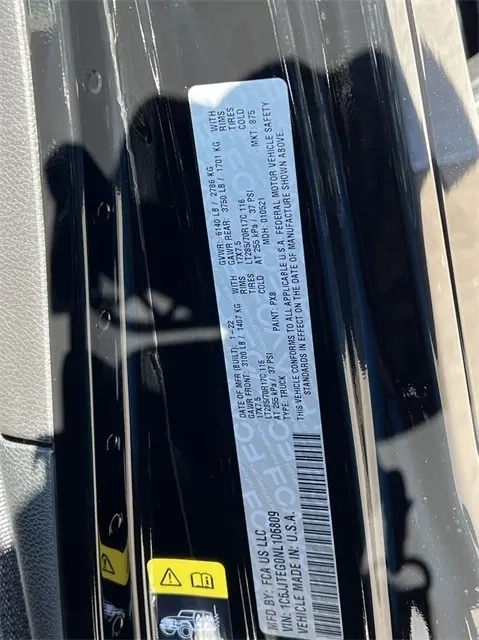 MFD BY: FCA US LLC
DATE OF MFR (BUILT): 1-22
GVWR: 6140 LB / 2786 KG
GAWR FRONT: 3100 LB / 1407 KG WITH
GAWR REAR: 3750 LB / 1701 KG WITH
17X7.5 RIMS
17X7.5 RIMS
LT285/70R17C 116 TIRES
LT285/70R17C 116 TIRES
AT 255 kPa / 37 PSI COLD
AT 255 kPa / 37 PSI COLD
VIN: 1C6JJTEG0NL106809
TYPE: TRUCK
PAINT: PX8
MDH: 010521
MKT: 875
VEHICLE MADE IN: U.S.A.
THIS VEHICLE CONFORMS TO ALL APPLICABLE U.S.A. FEDERAL MOTOR VEHICLE SAFETY
STANDARDS IN EFFECT ON THE DATE OF MANUFACTURE SHOWN ABOVE.